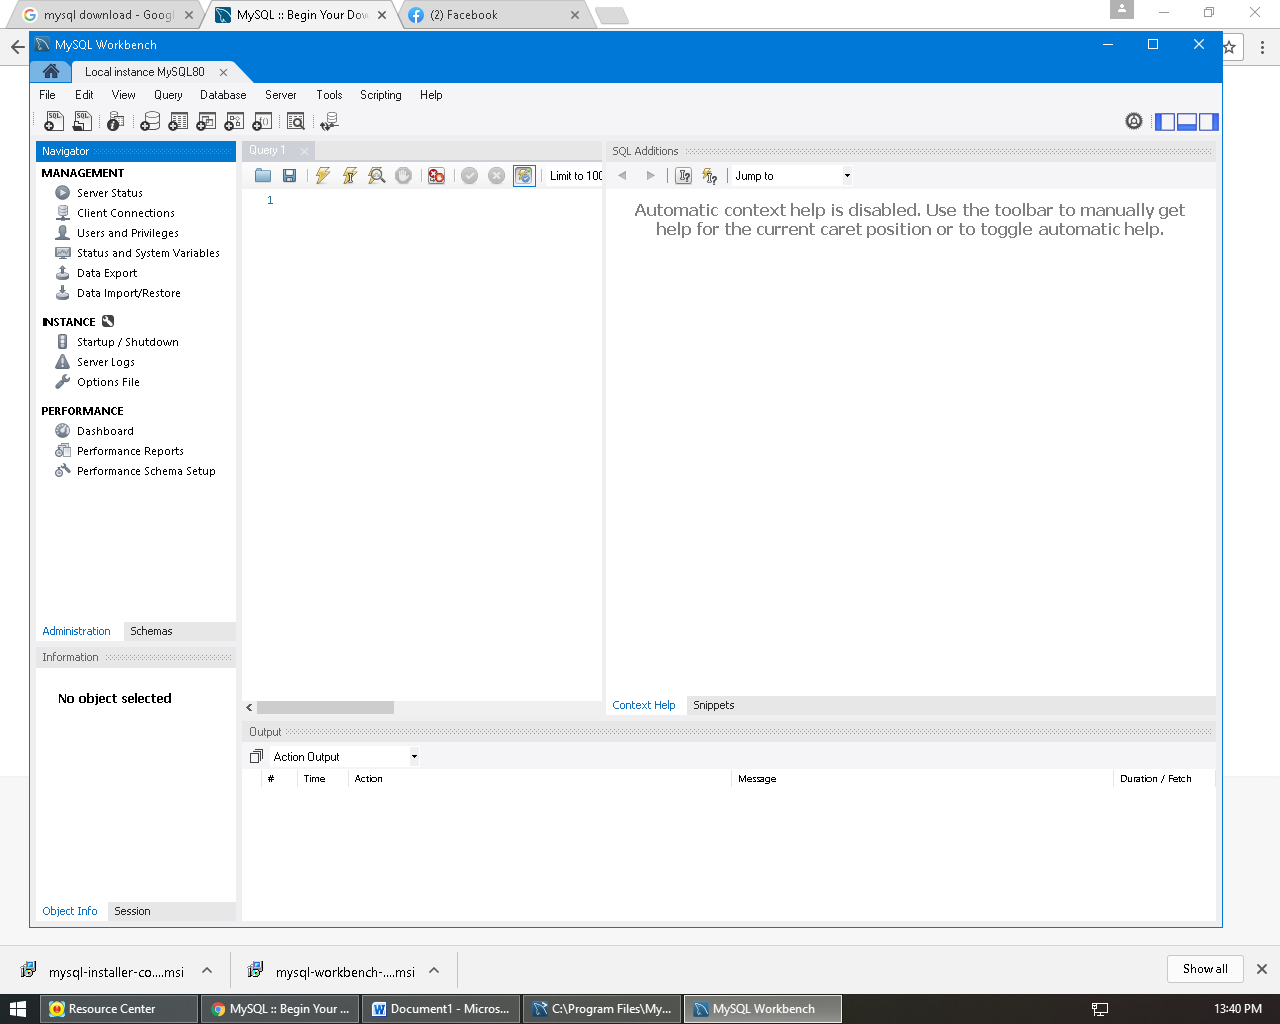 mysql download - Googl
MySQL :: Begin Your Dow
(2) Facebook
MySQL Workbench
Local instance MySQL80
File Edit View Query Database Server Tools Scripting Help
Navigator
MANAGEMENT
Server Status
Client Connections
Users and Privileges
Status and System Variables
Data Export
Data Import/Restore
INSTANCE
Startup / Shutdown
Server Logs
Options File
PERFORMANCE
Dashboard
Performance Reports
Performance Schema Setup
Administration Schemas
Information
No object selected
Object Info Session
Query 1
Limit to 100
1
SQL Additions
Jump to
Automatic context help is disabled. Use the toolbar to manually get
help for the current caret position or to toggle automatic help.
Context Help Snippets
Output
Action Output
# Time Action Message Duration / Fetch
mysql-installer-co....msi
mysql-workbench-....msi
Show all
Resource Center
MySQL :: Begin Your ...
Document1 - Micros...
C:\Program Files\My...
MySQL Workbench
13:40 PM